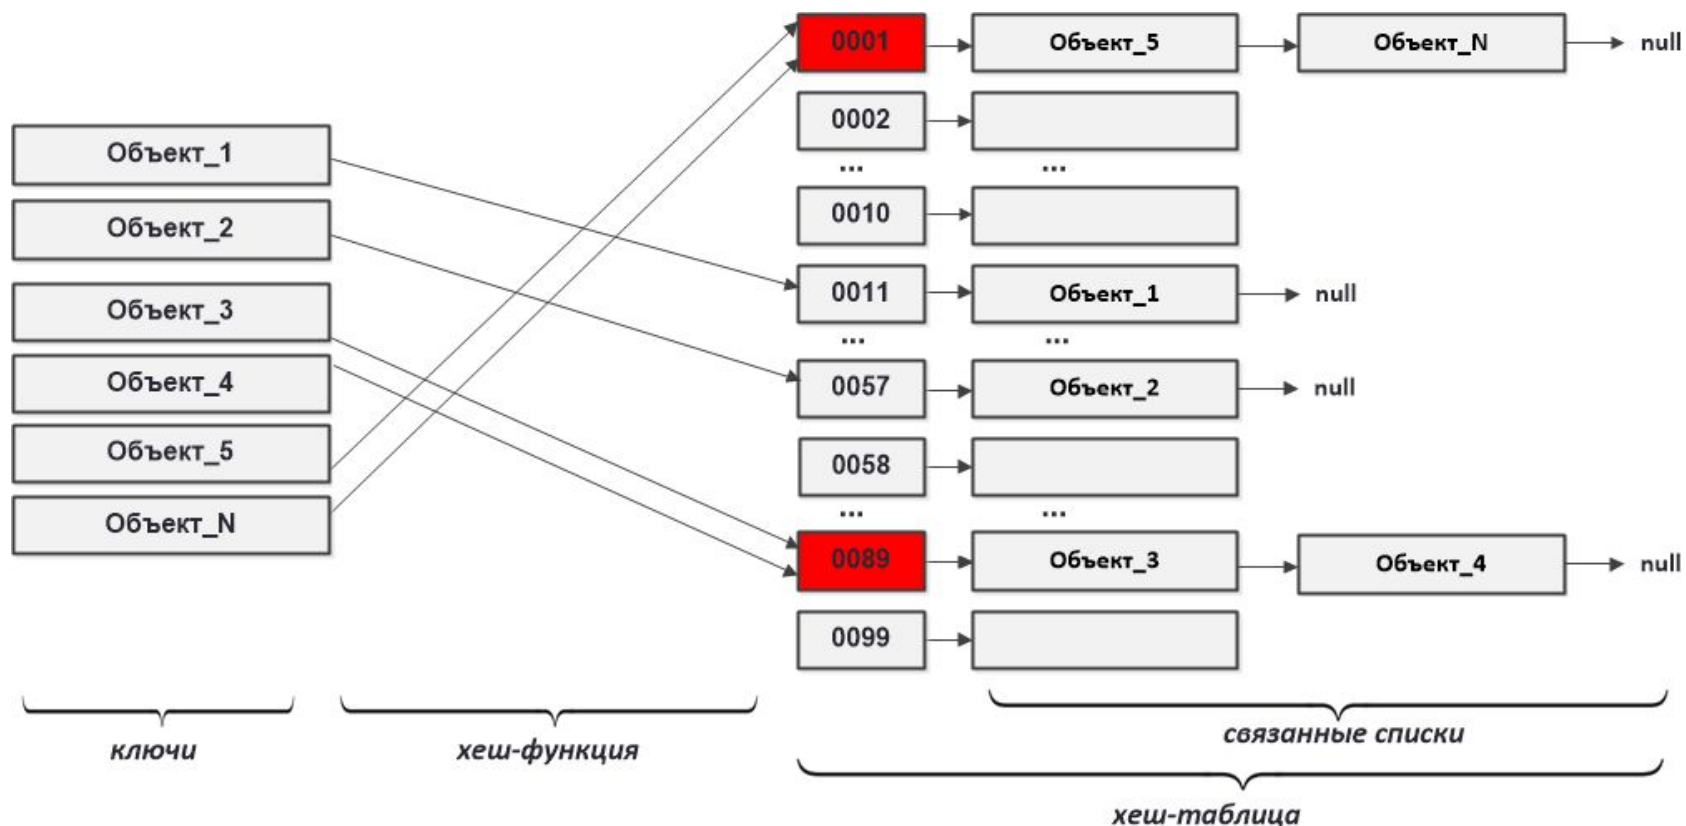 Объект_1
Объект_2
Объект_3
Объект_4
Объект_5
Объект_N
0001 Объект_5 Объект_N null
0002
... ...
0010
0011 Объект_1 null
... ...
0057 Объект_2 null
0058
... ...
0089 Объект_3 Объект_4 null
0099
ключи
хеш-функция
связанные списки
хеш-таблица